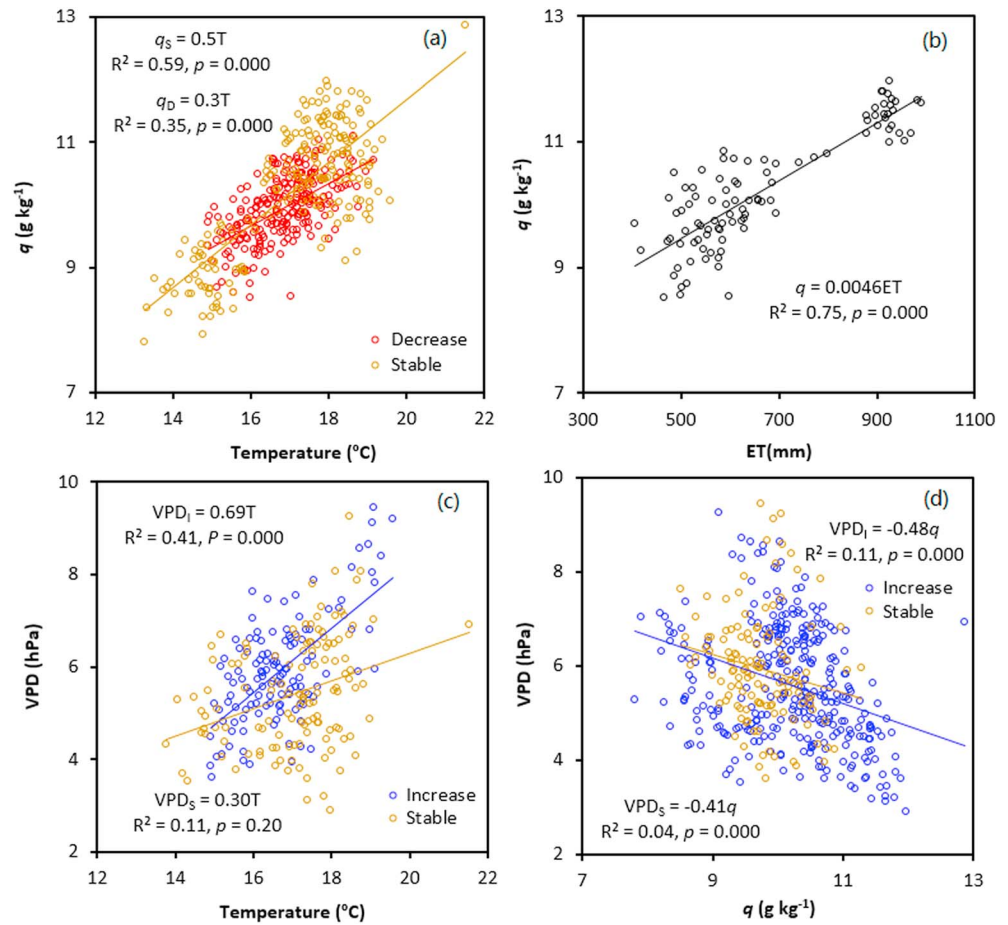 13
11
9
7
q (g kg-1)
(a)
qS = 0.5T
R2 = 0.59, p = 0.000
qD = 0.3T
R2 = 0.35, p = 0.000
Decrease
Stable
12 14 16 18 20 22
Temperature (oC)
13
11
9
7
q (g kg-1)
(b)
q = 0.0046ET
R2 = 0.75, p = 0.000
300 500 700 900 1100
ET(mm)
10
8
6
4
2
VPD (hPa)
(c)
VPDI = 0.69T
R2 = 0.41, P = 0.000
VPDS = 0.30T
R2 = 0.11, p = 0.20
Increase
Stable
12 14 16 18 20 22
Temperature (oC)
10
8
6
4
2
VPD (hPa)
(d)
VPDI = -0.48q
R2 = 0.11, p = 0.000
Increase
Stable
VPDS = -0.41q
R2 = 0.04, p = 0.000
7 9 11 13
q (g kg-1)